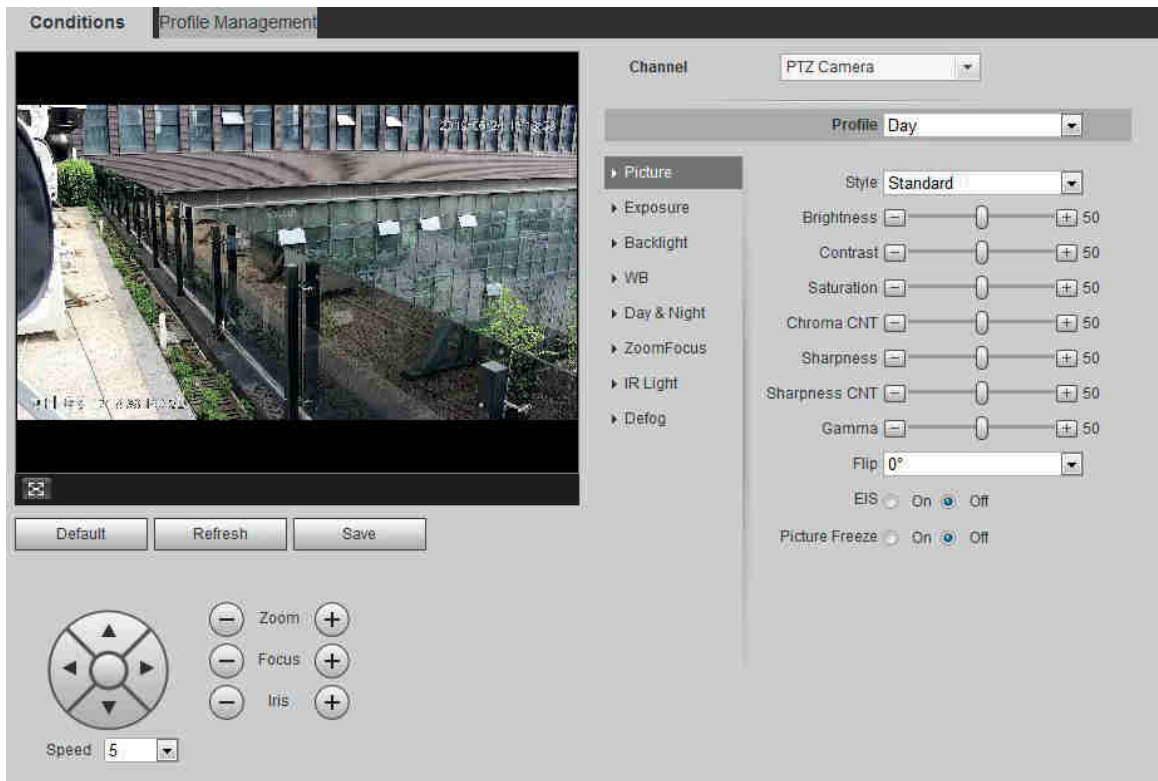 Conditions
Profile Management
Channel
PTZ Camera
Profile Day
Picture
Exposure
Backlight
WB
Day & Night
ZoomFocus
IR Light
Defog
Style Standard
Brightness 50
Contrast 50
Saturation 50
Chroma CNT 50
Sharpness 50
Sharpness CNT 50
Gamma 50
Flip 0°
EIS On Off
Picture Freeze On Off
Default
Refresh
Save
Zoom
Focus
Iris
Speed 5